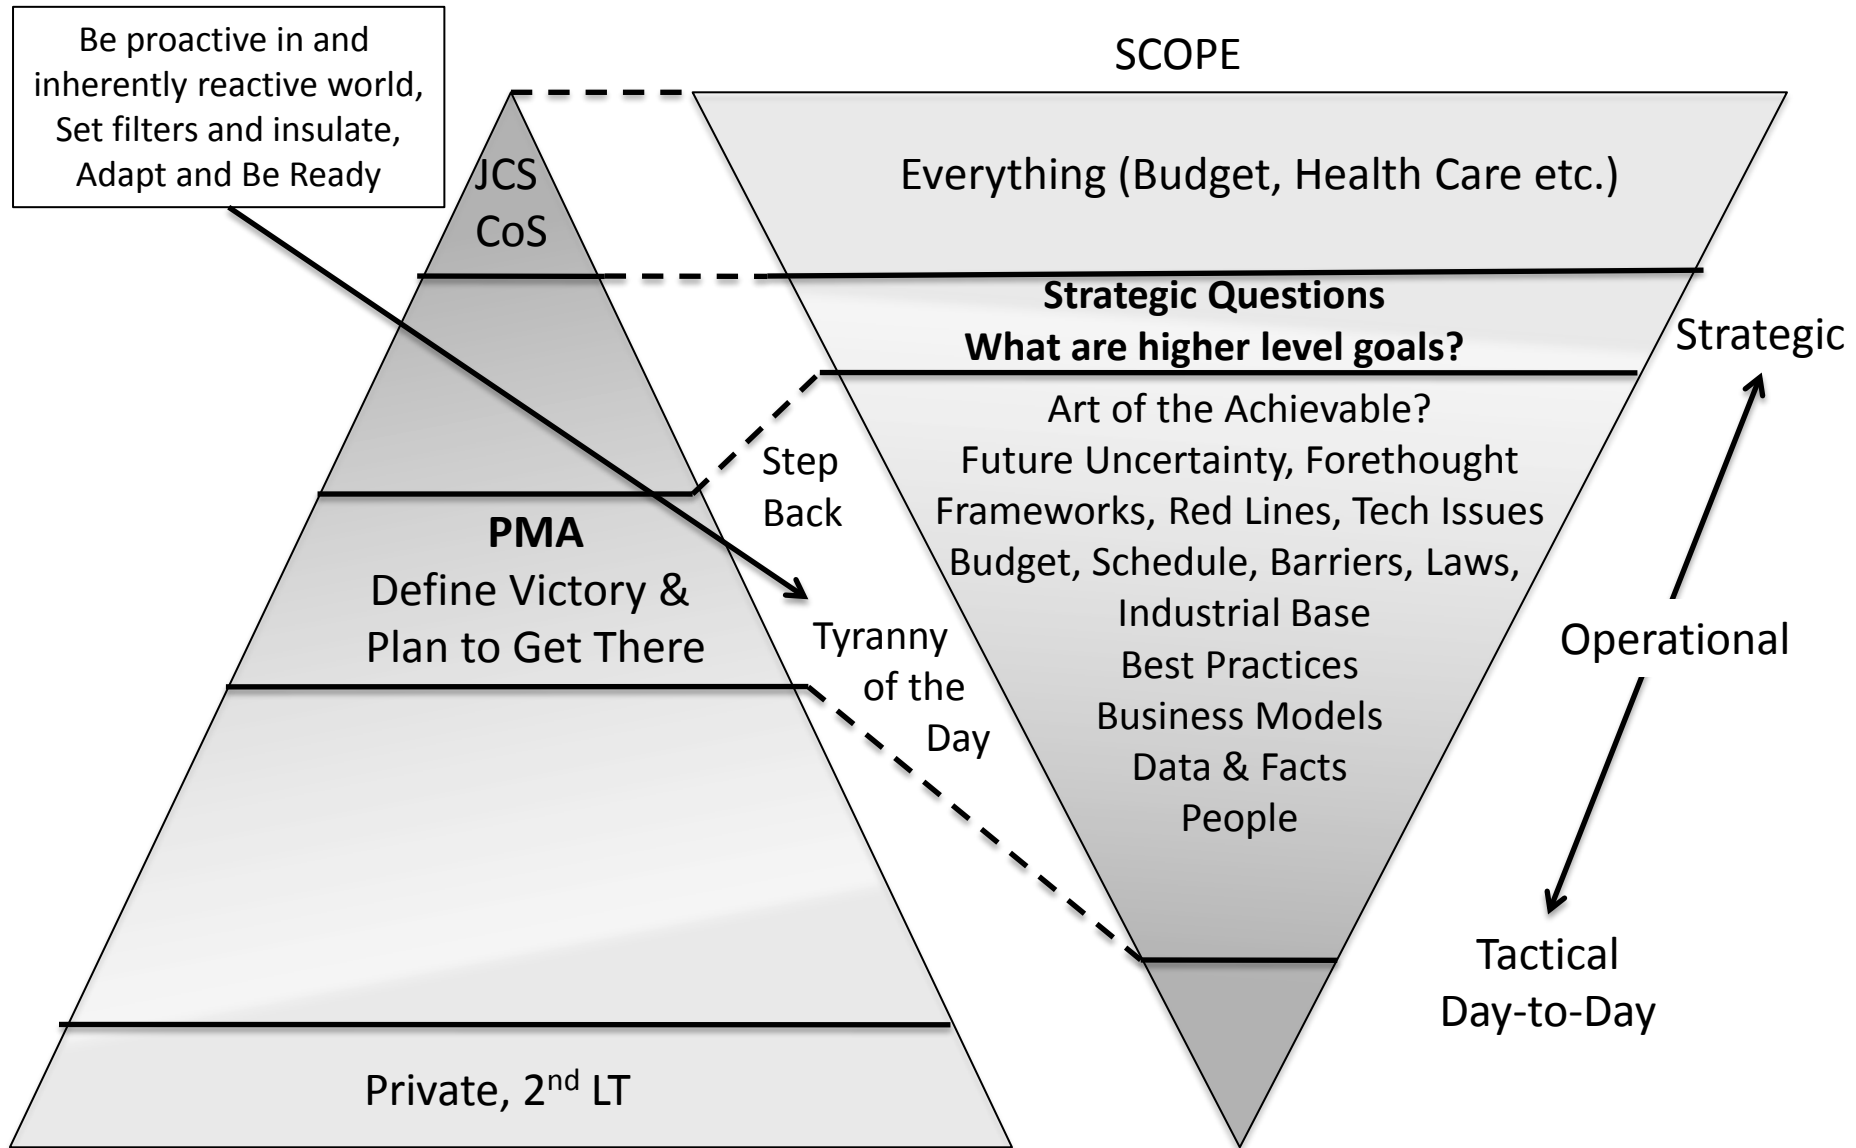 Be proactive in and
inherently reactive world,
Set filters and insulate,
Adapt and Be Ready
SCOPE
JCS
CoS
Everything (Budget, Health Care etc.)
Strategic Questions
What are higher level goals?
Strategic
Art of the Achievable?
Future Uncertainty, Forethought
Frameworks, Red Lines, Tech Issues
Budget, Schedule, Barriers, Laws,
Industrial Base
Best Practices
Business Models
Data & Facts
People
Step
Back
PMA
Define Victory &
Plan to Get There
Tyranny
of the
Day
Operational
Tactical
Day-to-Day
Private, 2nd LT